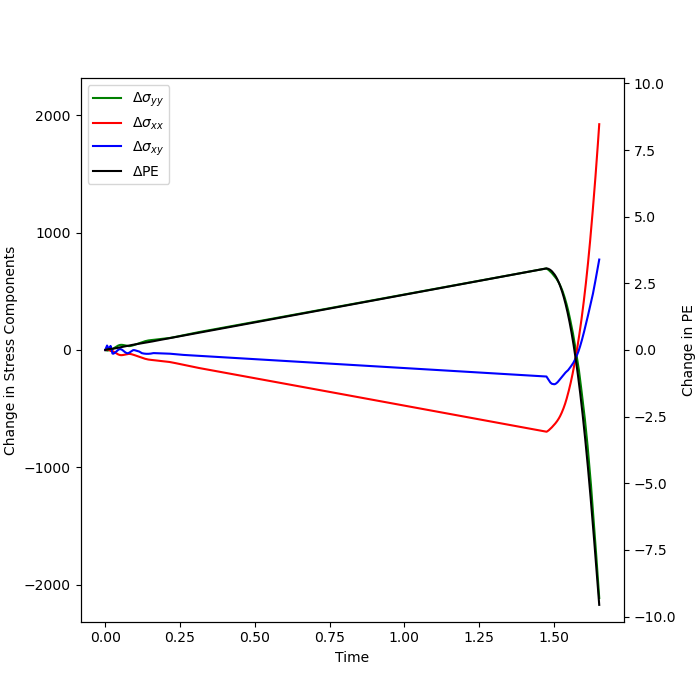 Δσyy
Δσxx
Δσxy
ΔPE
2000
1000
0
−1000
−2000
Change in Stress Components
10.0
7.5
5.0
2.5
0.0
−2.5
−5.0
−7.5
−10.0
Change in PE
0.00 0.25 0.50 0.75 1.00 1.25 1.50
Time